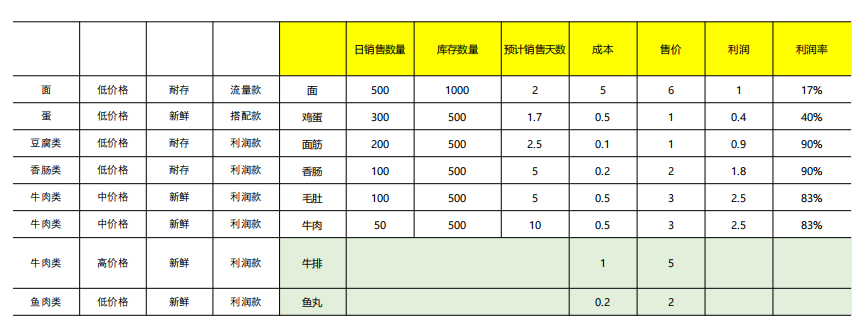 日销售数量 库存数量 预计销售天数 成本 售价 利润 利润率
面 低价格 耐存 流量款 面 500 1000 2 5 6 1 17%
蛋 低价格 新鲜 搭配款 鸡蛋 300 500 1.7 0.5 1 0.4 40%
豆腐类 低价格 耐存 利润款 面筋 200 500 2.5 0.1 1 0.9 90%
香肠类 低价格 耐存 利润款 香肠 100 500 5 0.2 2 1.8 90%
牛肉类 中价格 新鲜 利润款 毛肚 100 500 5 0.5 3 2.5 83%
牛肉类 中价格 新鲜 利润款 牛肉 50 500 10 0.5 3 2.5 83%
牛肉类 高价格 新鲜 利润款 牛排 1 5
鱼肉类 低价格 新鲜 利润款 鱼丸 0.2 2